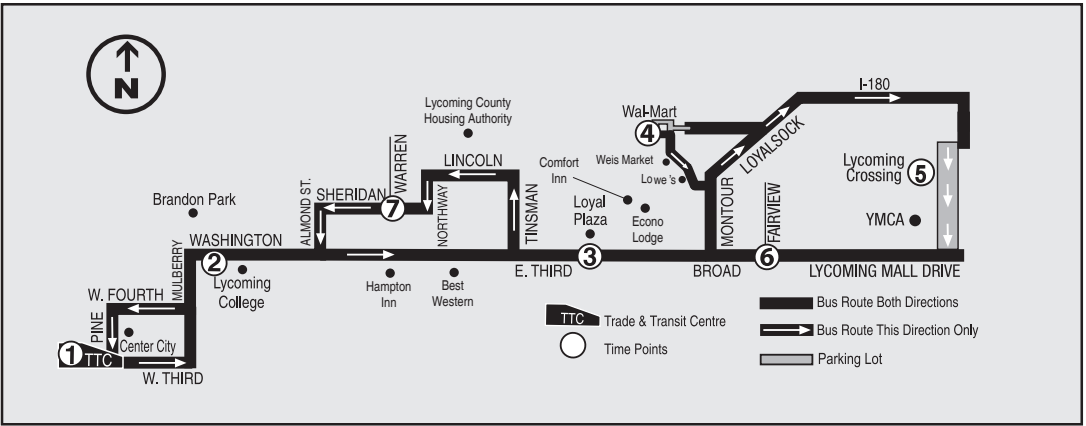 N
I-180
Lycoming County
Housing Authority
Wal-Mart
4
LOYALSOCK
WARREN
LINCOLN
Weis Market
Lowe's
Comfort
Inn
Lycoming
Crossing
5
SHERIDAN
7
ALMOND ST.
NORTHWAY
TINSMAN
Loyal
Plaza
Econo
Lodge
MONTOUR
FAIRVIEW
YMCA
Brandon Park
MULBERRY
WASHINGTON
2
Lycoming
College
3
6
E. THIRD
BROAD
LYCOMING MALL DRIVE
Hampton
Inn
Best
Western
W. FOURTH
PINE
Center City
1
TTC
W. THIRD
TTC
Trade & Transit Centre
Time Points
Bus Route Both Directions
Bus Route This Direction Only
Parking Lot